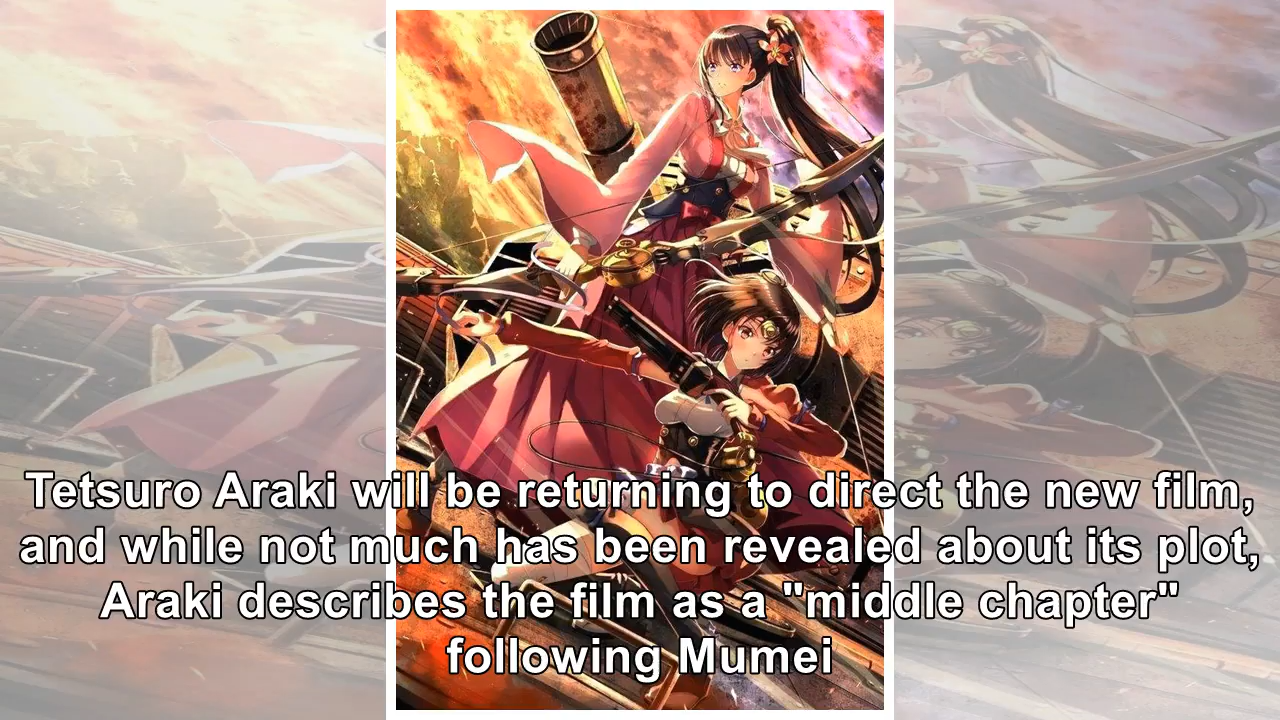 Tetsuro Araki will be returning to direct the new film,
and while not much has been revealed about its plot,
Araki describes the film as a "middle chapter"
following Mumei